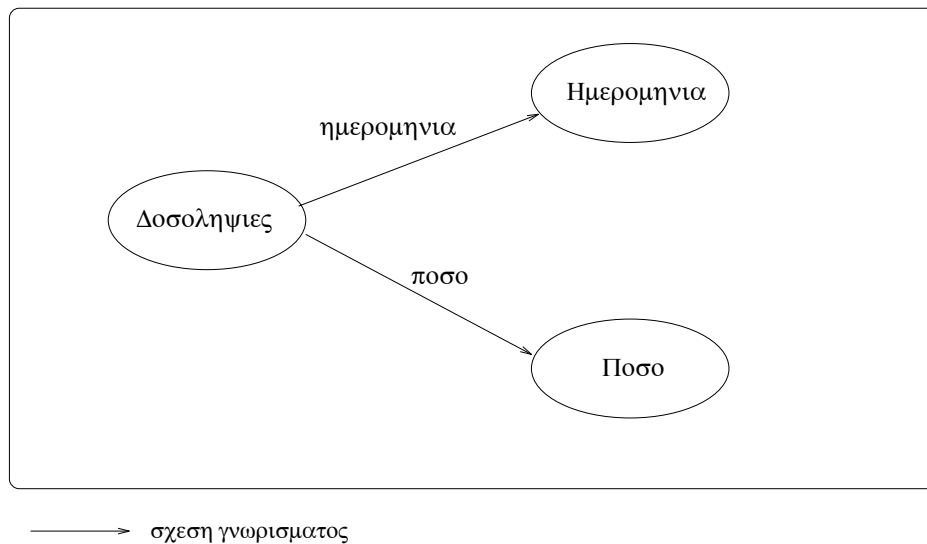 Ημερομηνια
ημερομηνια
Δοσοληψιες
ποσο
Ποσο
σχεση γνωρισματος